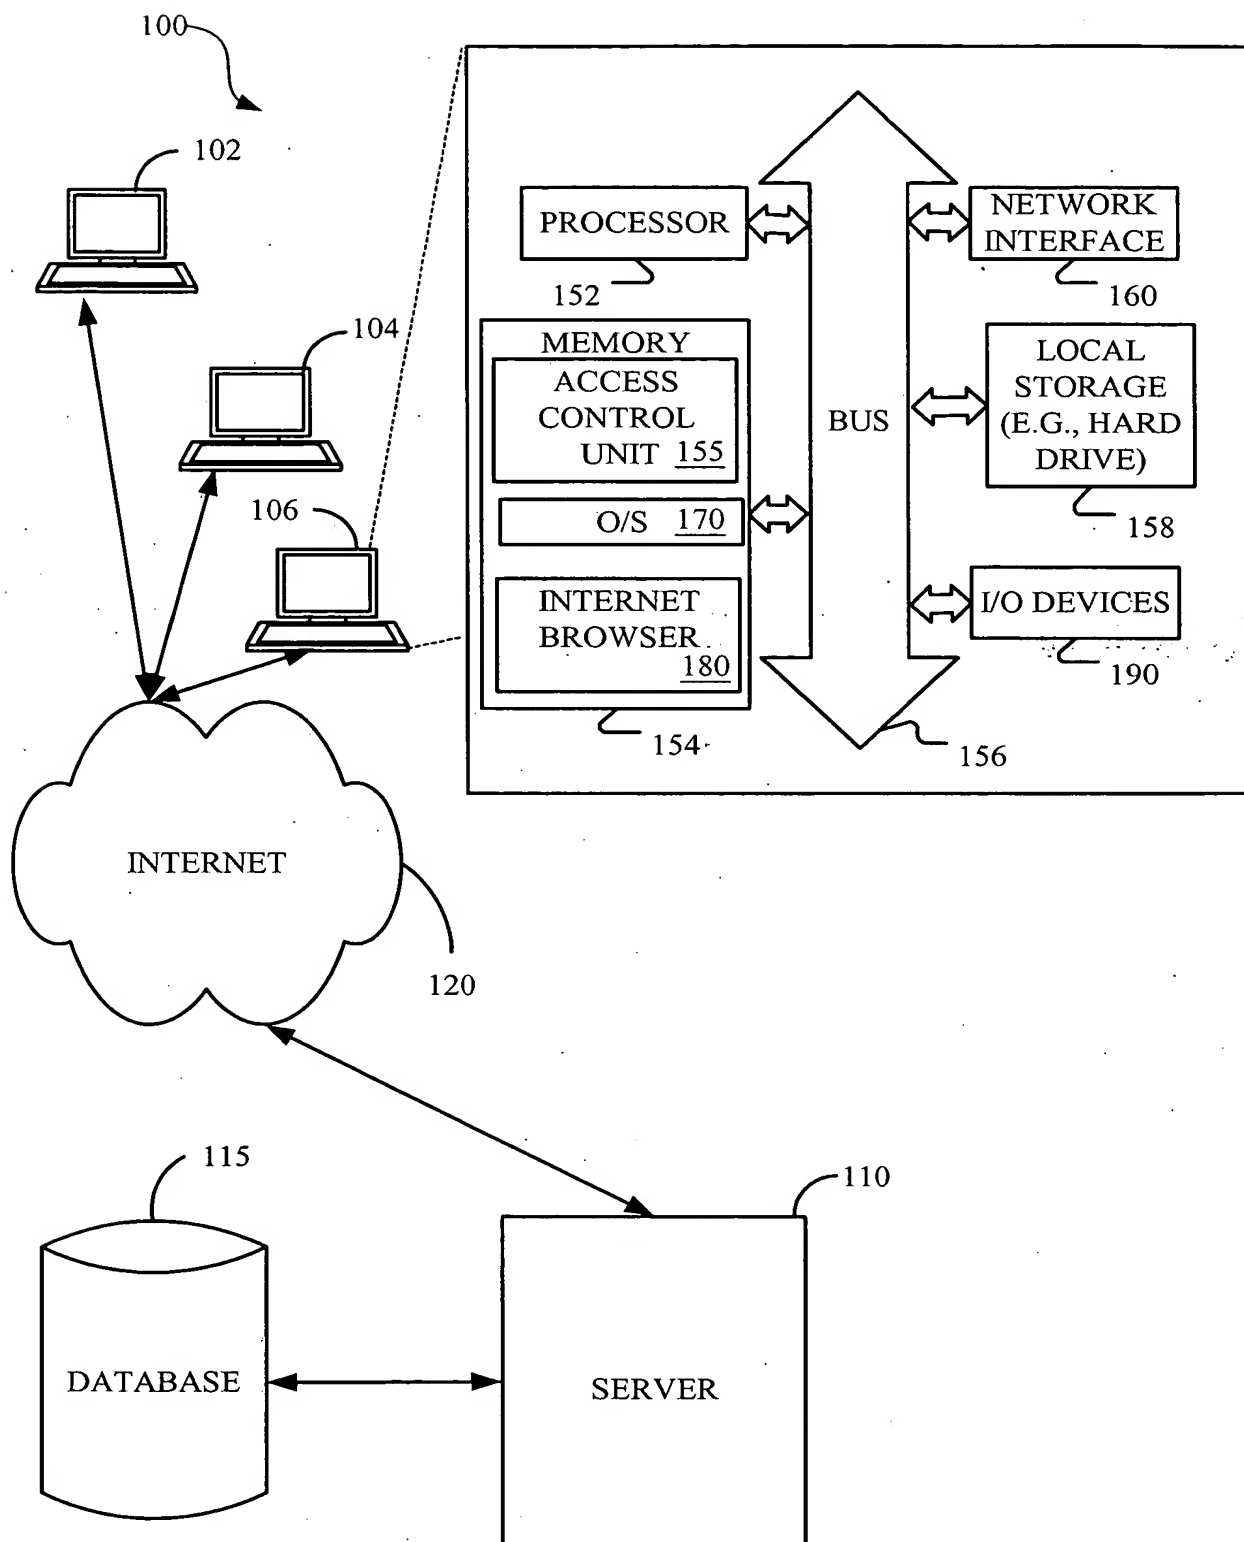 100
102
104
106
PROCESSOR
152
MEMORY
ACCESS
CONTROL
UNIT 155
O/S 170
INTERNET
BROWSER
180
154
BUS
156
NETWORK
INTERFACE
160
LOCAL
STORAGE
(E.G., HARD
DRIVE)
158
I/O DEVICES
190
INTERNET
120
115
DATABASE
110
SERVER